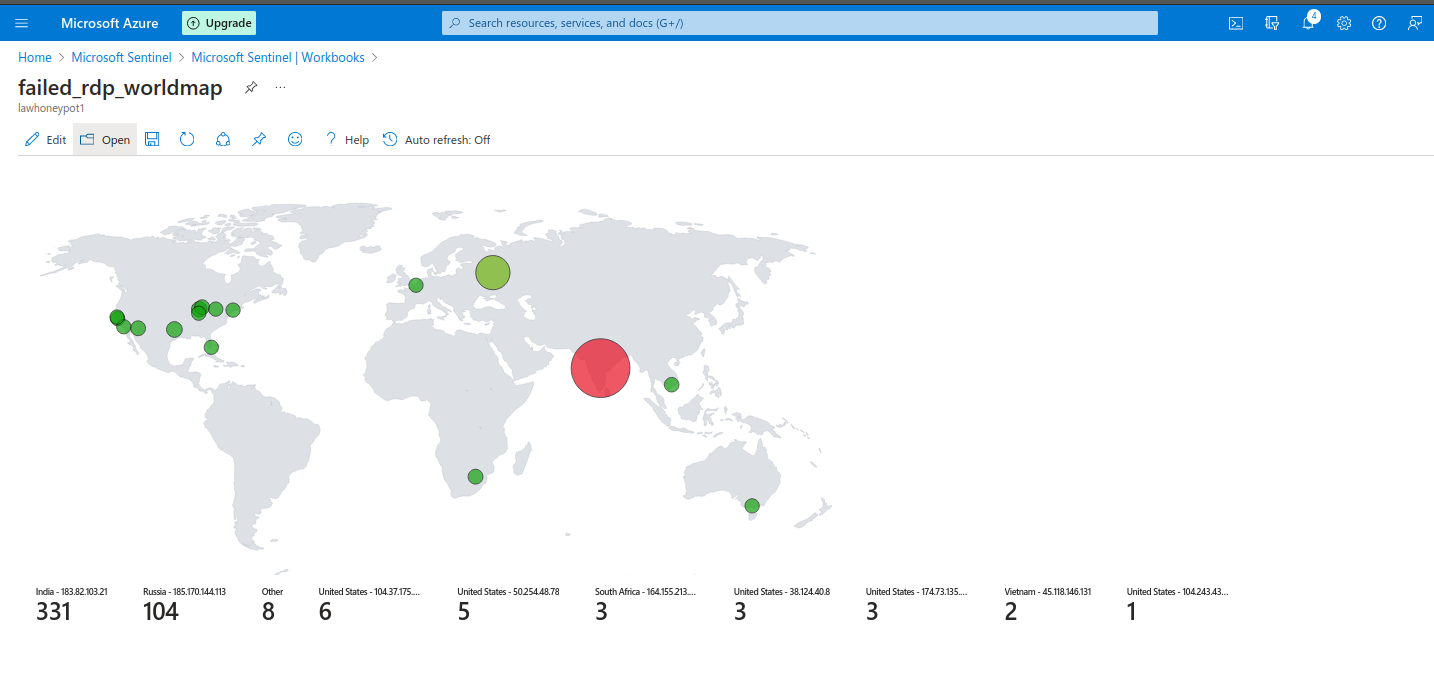 Microsoft Azure
Upgrade
Search resources, services, and docs (G+/)
4
Home > Microsoft Sentinel > Microsoft Sentinel | Workbooks >
failed_rdp_worldmap
...
lawhoneypot1
Edit
Open
Help
Auto refresh: Off
India - 183.82.103.21
331
Russia - 185.170.144.113
104
Other
8
United States - 104.37.175....
6
United States - 50.254.48.78
5
South Africa - 164.155.213....
3
United States - 38.124.40.8
3
United States - 174.73.135....
3
Vietnam - 45.118.146.131
2
United States - 104.243.43...
1